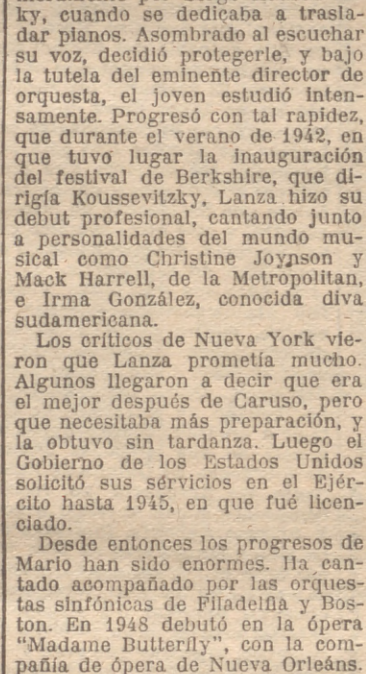 ky, cuando se dedicaba a trasla-
dar pianos. Asombrado al escuchar
su voz, decidió protegerle, y bajo
la tutela del eminente director de
orquesta, el joven estudió inten-
samente. Progresó con tal rapidez,
que durante el verano de 1942, en
que tuvo lugar la inauguración
del festival de Berkshire, que di-
rigía Koussevitzky, Lanza hizo su
debut profesional, cantando junto
a personalidades del mundo mu-
sical como Christine Joynson y
Mack Harrell, de la Metropolitan,
e Irma González, conocida diva
sudamericana.
Los críticos de Nueva York vie-
ron que Lanza prometía mucho.
Algunos llegaron a decir que era
el mejor después de Caruso, pero
que necesitaba más preparación, y
la obtuvo sin tardanza. Luego el
Gobierno de los Estados Unidos
solicitó sus sérvicios en el Ejér-
cito hasta 1945, en que fué licen-
ciado.
Desde entonces los progresos de
Mario han sido enormes. Ha can-
tado acompañado por las orques-
tas sinfónicas de Filadelfia y Bos-
ton. En 1948 debutó en la ópera
"Madame Butterfly", con la com-
pañía de ópera de Nueva Orleáns.